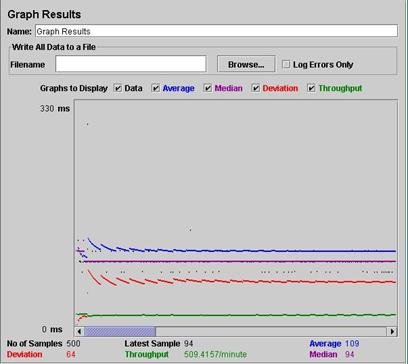 Graph Results
Name: Graph Results
Write All Data to a File
Filename Browse... Log Errors Only
Graphs to Display Data Average Median Deviation Throughput
330 ms
0 ms
No of Samples 500 Latest Sample 94 Average 109
Deviation 64 Throughput 509.4157/minute Median 94